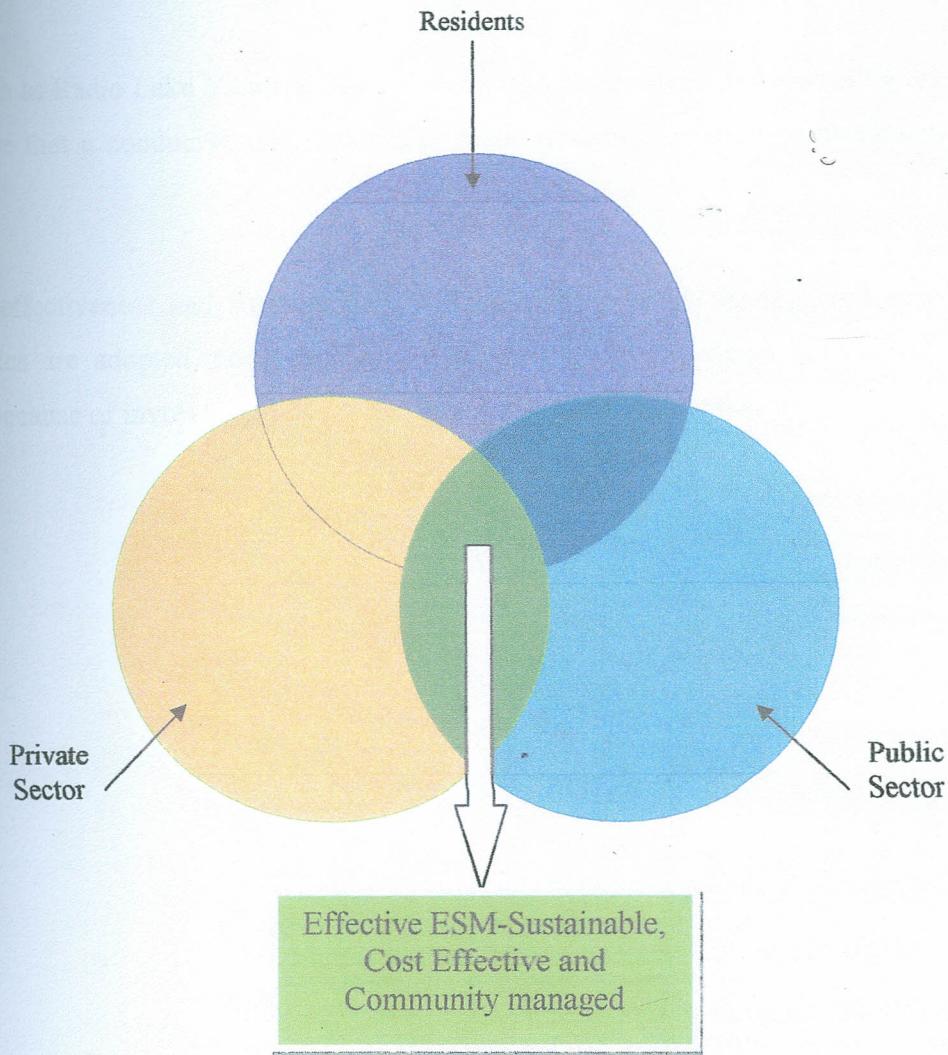 Residents
Private
Sector
Public
Sector
Effective ESM-Sustainable,
Cost Effective and
Community managed